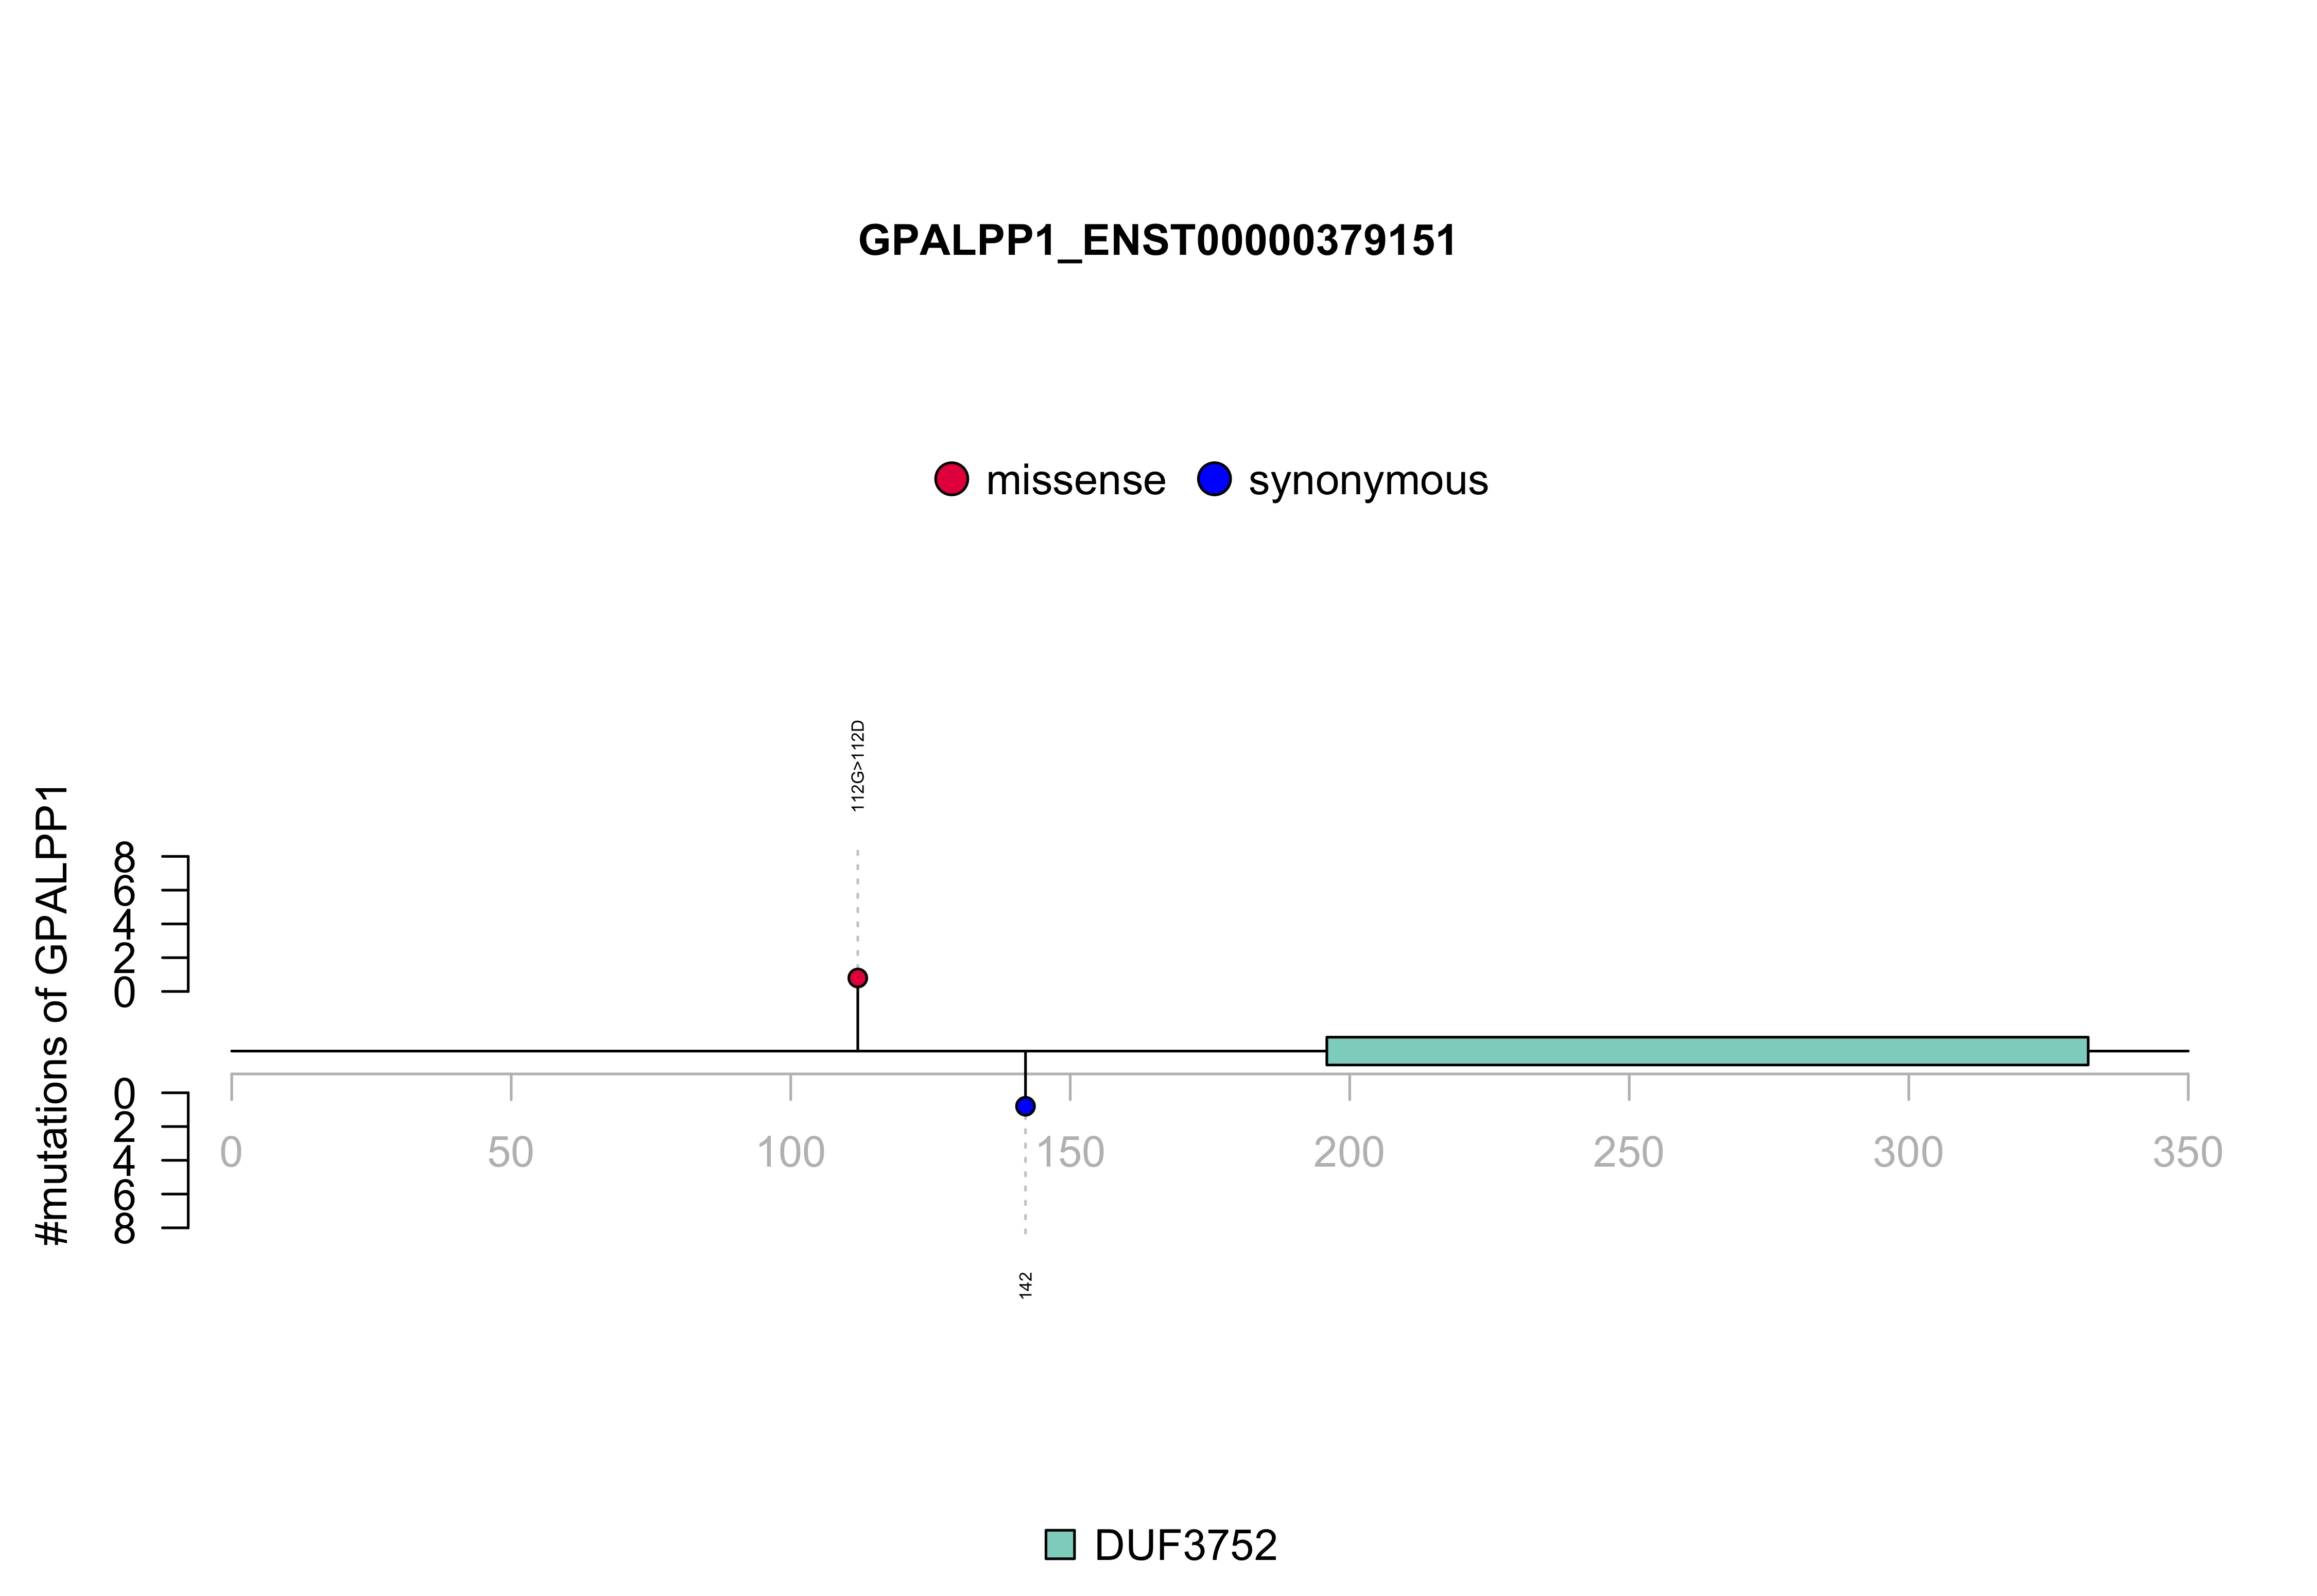 GPALPP1_ENST00000379151
missense synonymous
112G>112D
#mutations of GPALPP1
8
6
4
2
0
0
2
4
6
8
0 50 100 150 200 250 300 350
142
DUF3752